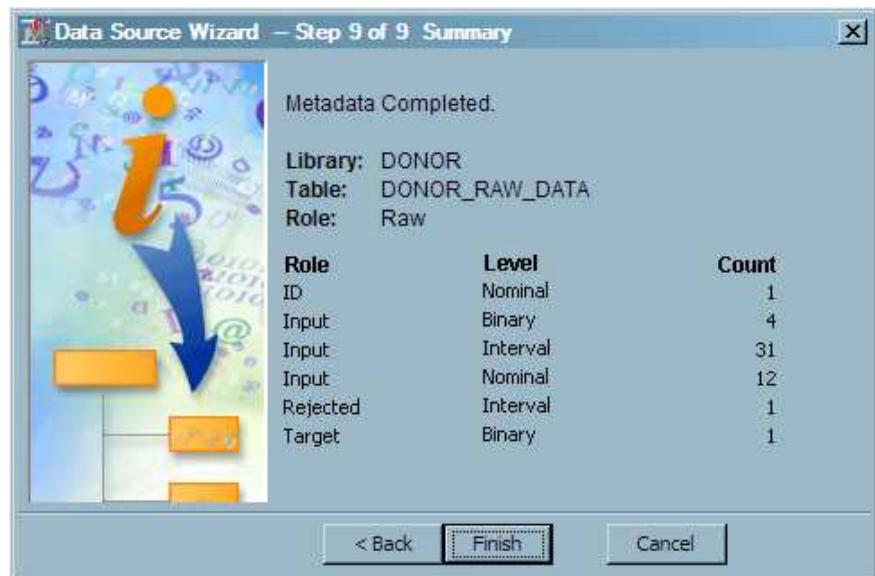 Data Source Wizard – Step 9 of 9 Summary
Metadata Completed.
Library: DONOR
Table: DONOR_RAW_DATA
Role: Raw
Role Level Count
ID Nominal 1
Input Binary 4
Input Interval 31
Input Nominal 12
Rejected Interval 1
Target Binary 1
< Back Finish Cancel